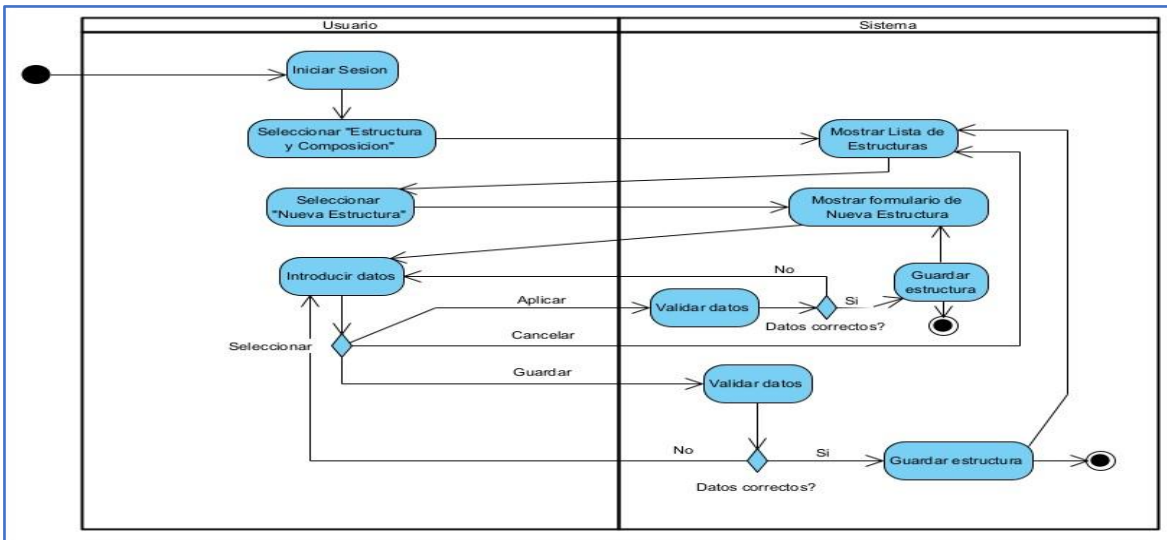 Usuario
Sistema
Iniciar Sesion
Seleccionar "Estructura
y Composicion"
Mostrar Lista de
Estructuras
Seleccionar
"Nueva Estructura"
Mostrar formulario de
Nueva Estructura
Introducir datos
No
Guardar
estructura
Aplicar
Validar datos
Si
Datos correctos?
Seleccionar
Cancelar
Guardar
Validar datos
No
Si
Guardar estructura
Datos correctos?